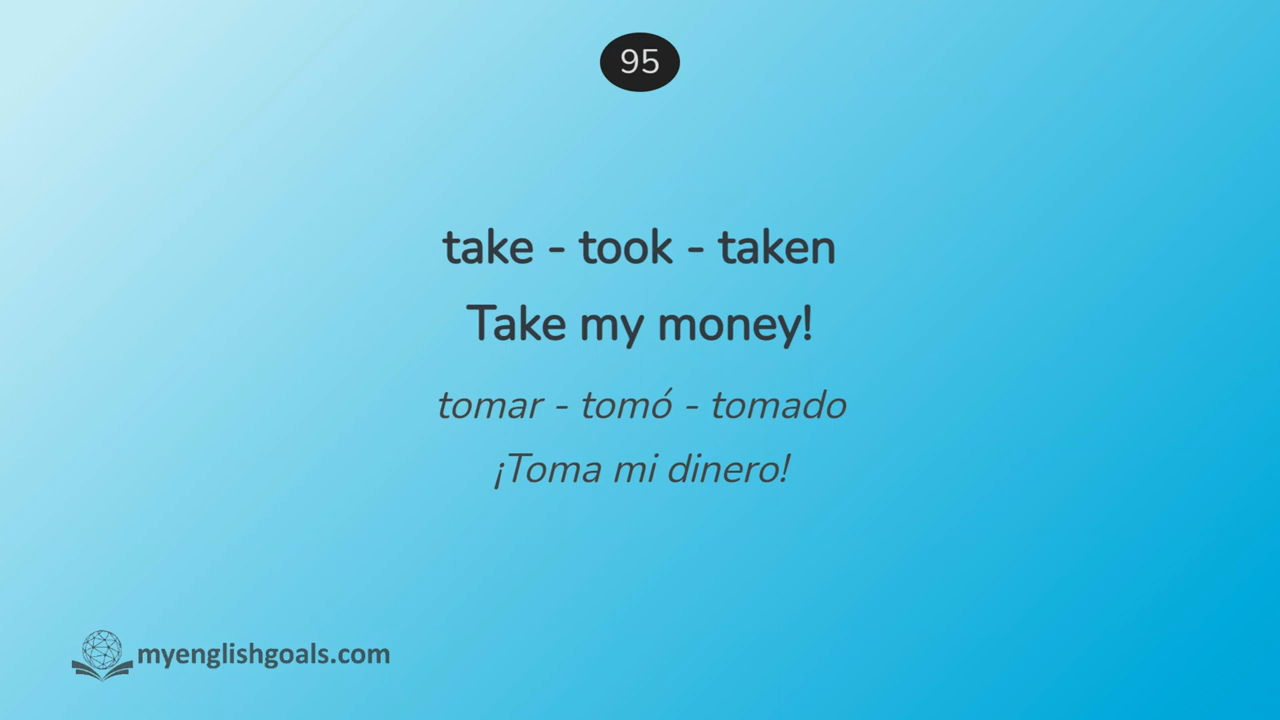 95
take - took - taken
Take my money!
tomar - tomó - tomado
¡Toma mi dinero!
myenglishgoals.com